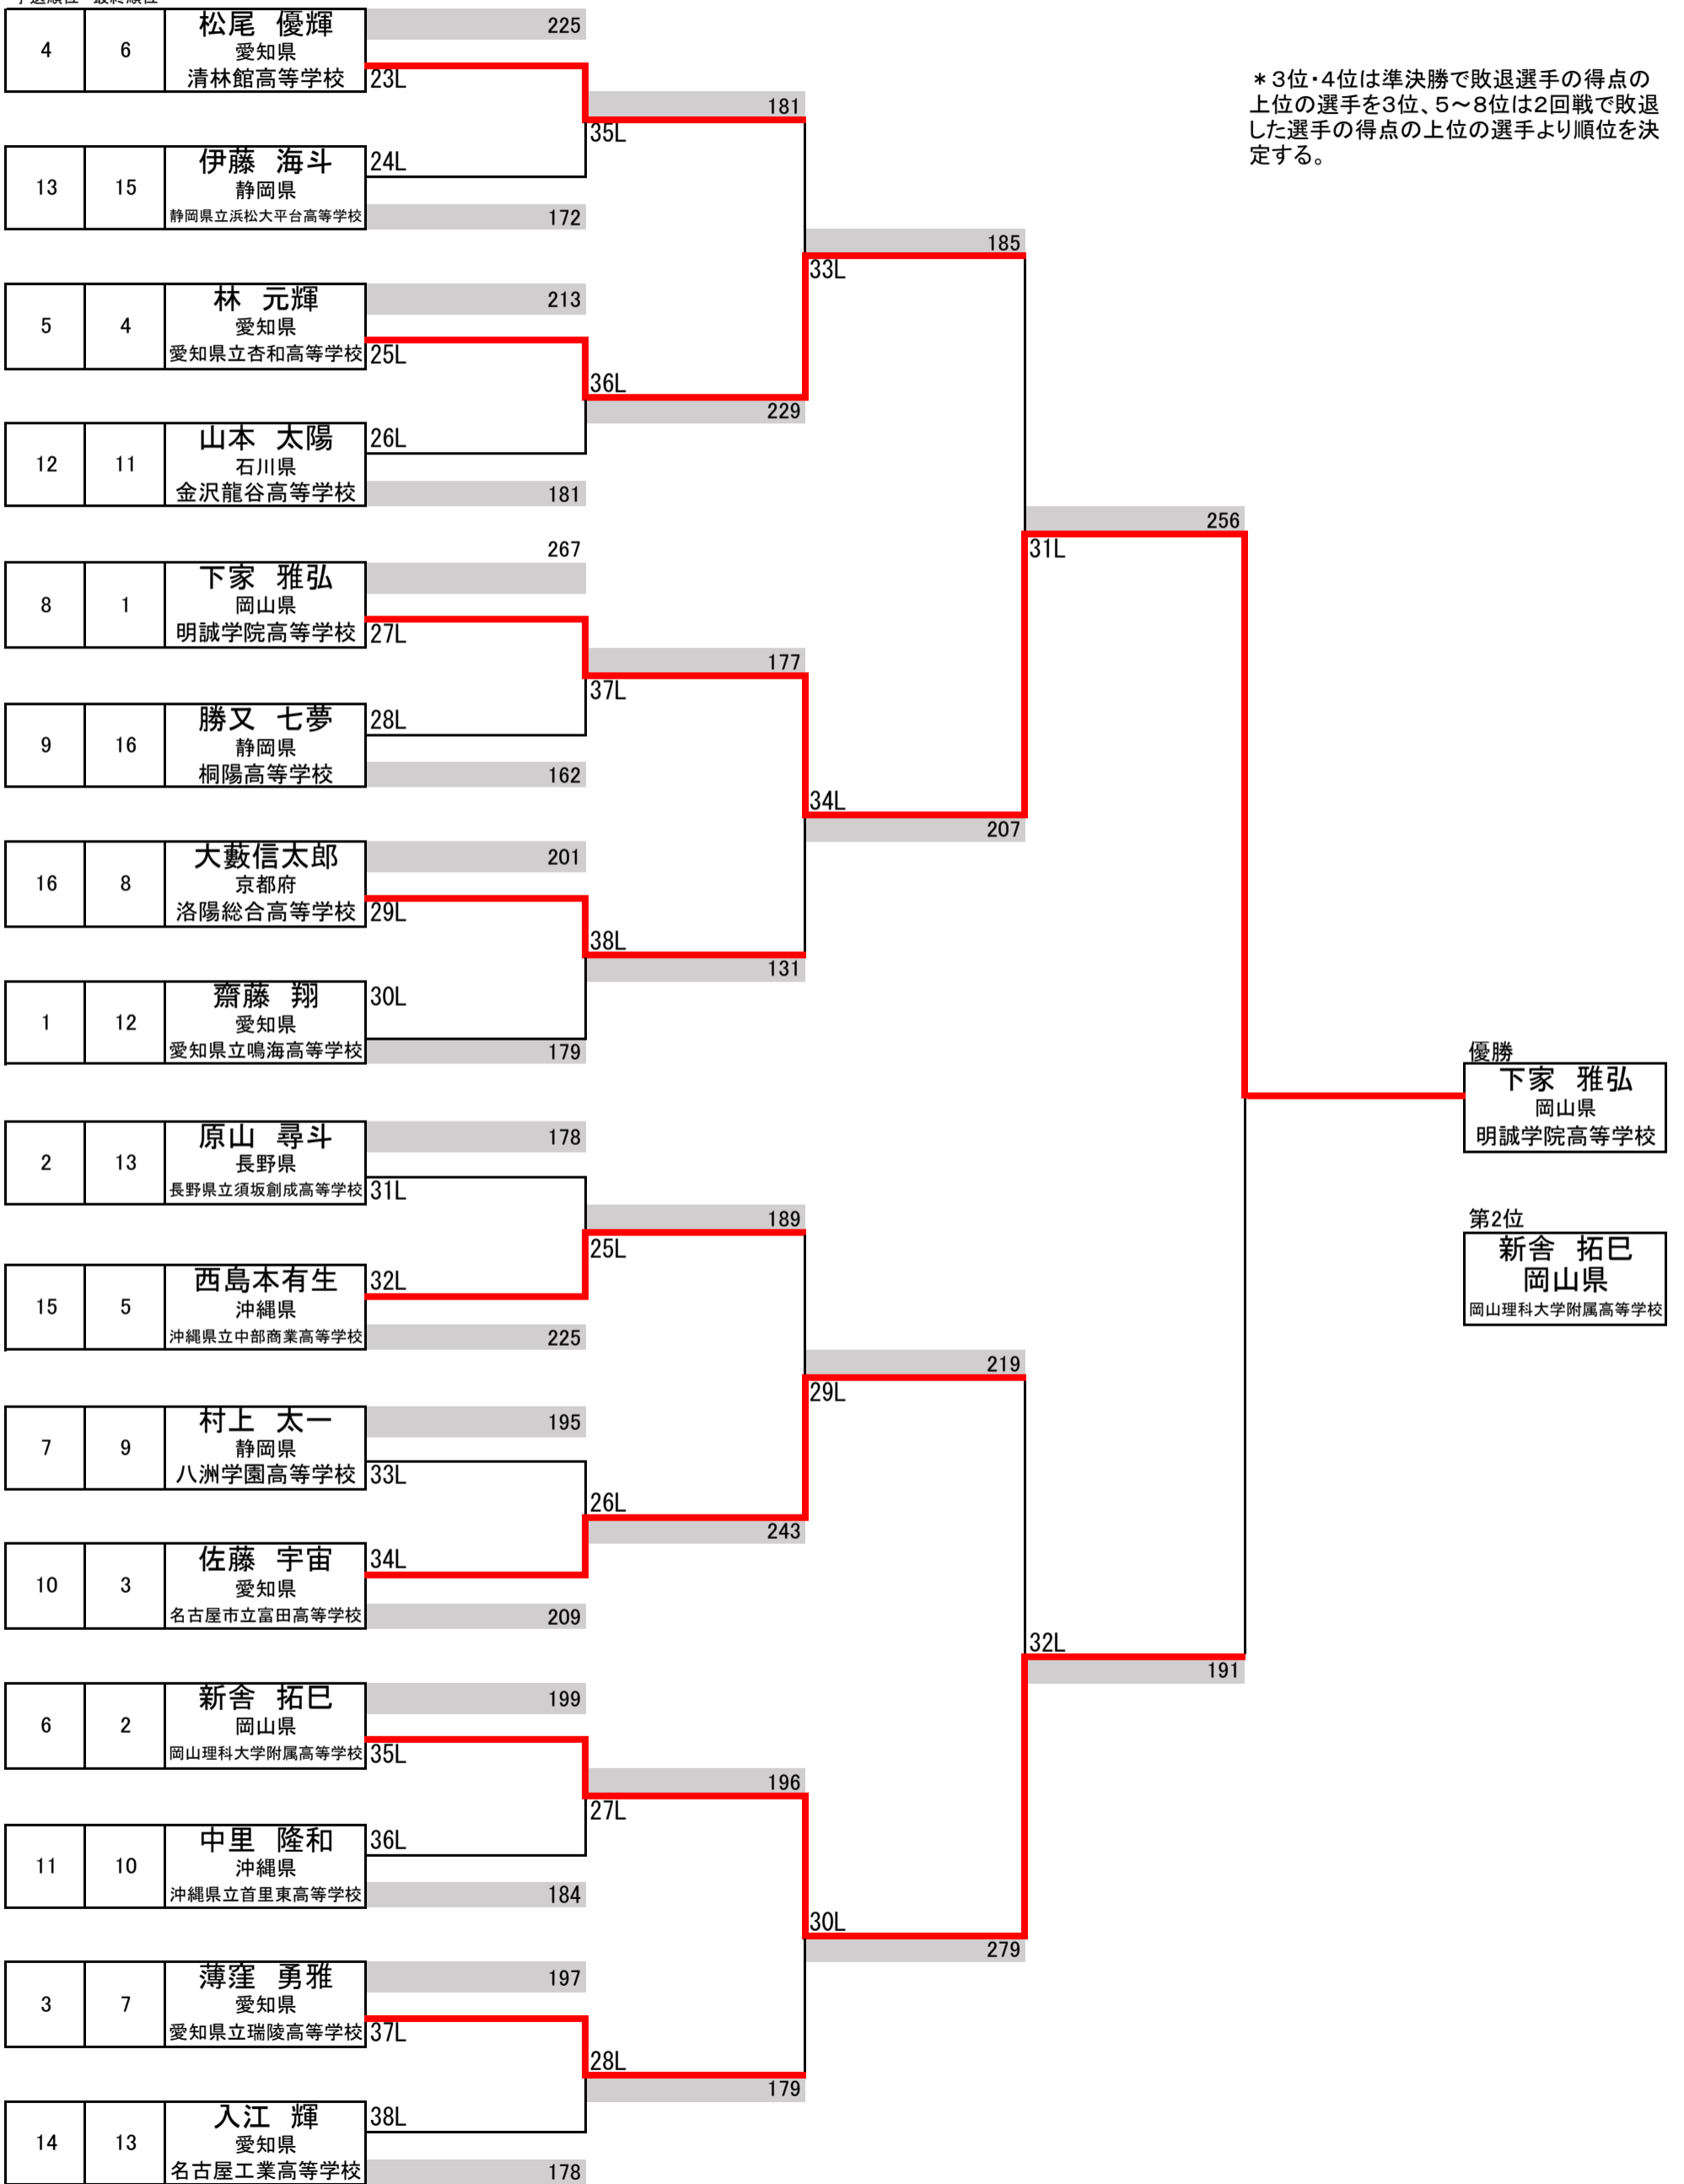 予選順位 最終順位
4 6 松尾 優輝
愛知県
清林館高等学校
225
23L
181
35L
13 15 伊藤 海斗
静岡県
静岡県立浜松大平台高等学校
24L
172
*3位・4位は準決勝で敗退選手の得点の
上位の選手を3位、5～8位は2回戦で敗退
した選手の得点の上位の選手より順位を決
定する。
185
33L
5 4 林 元輝
愛知県
愛知県立杏和高等学校
213
25L
36L
229
12 11 山本 太陽
石川県
金沢龍谷高等学校
26L
181
256
31L
267
8 1 下家 雅弘
岡山県
明誠学院高等学校
27L
177
37L
9 16 勝又 七夢
静岡県
桐陽高等学校
28L
162
34L
207
16 8 大藪信太郎
京都府
洛陽総合高等学校
201
29L
38L
131
1 12 齋藤 翔
愛知県
愛知県立鳴海高等学校
30L
179
優勝
下家 雅弘
岡山県
明誠学院高等学校
2 13 原山 尋斗
長野県
長野県立須坂創成高等学校
178
31L
189
25L
第2位
新舎 拓巳
岡山県
岡山理科大学附属高等学校
15 5 西島本有生
沖縄県
沖縄県立中部商業高等学校
32L
225
219
29L
7 9 村上 太一
静岡県
八洲学園高等学校
195
33L
26L
243
10 3 佐藤 宇宙
愛知県
名古屋市立富田高等学校
34L
209
32L
191
6 2 新舎 拓巳
岡山県
岡山理科大学附属高等学校
199
35L
196
27L
11 10 中里 隆和
沖縄県
沖縄県立首里東高等学校
36L
184
30L
279
3 7 薄窪 勇雅
愛知県
愛知県立瑞陵高等学校
197
37L
28L
179
14 13 入江 輝
愛知県
名古屋工業高等学校
38L
178